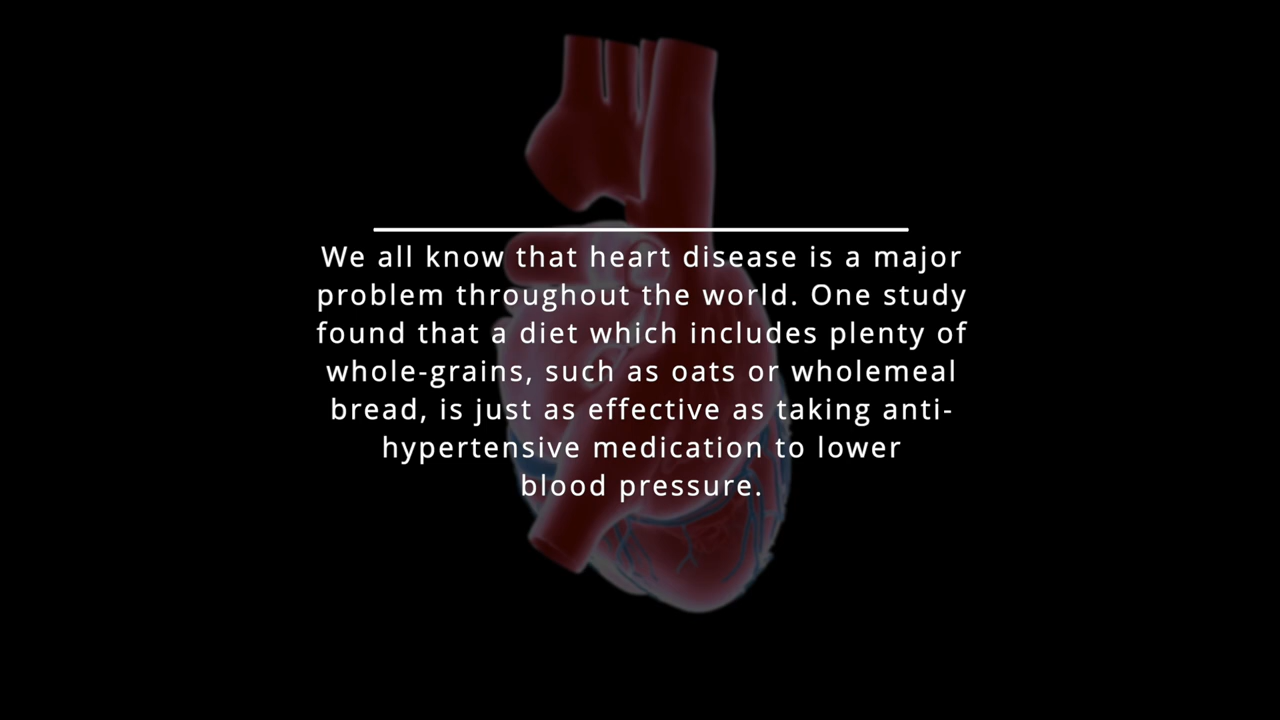 We all know that heart disease is a major
problem throughout the world. One study
found that a diet which includes plenty of
whole-grains, such as oats or wholemeal
bread, is just as effective as taking anti-
hypertensive medication to lower
blood pressure.